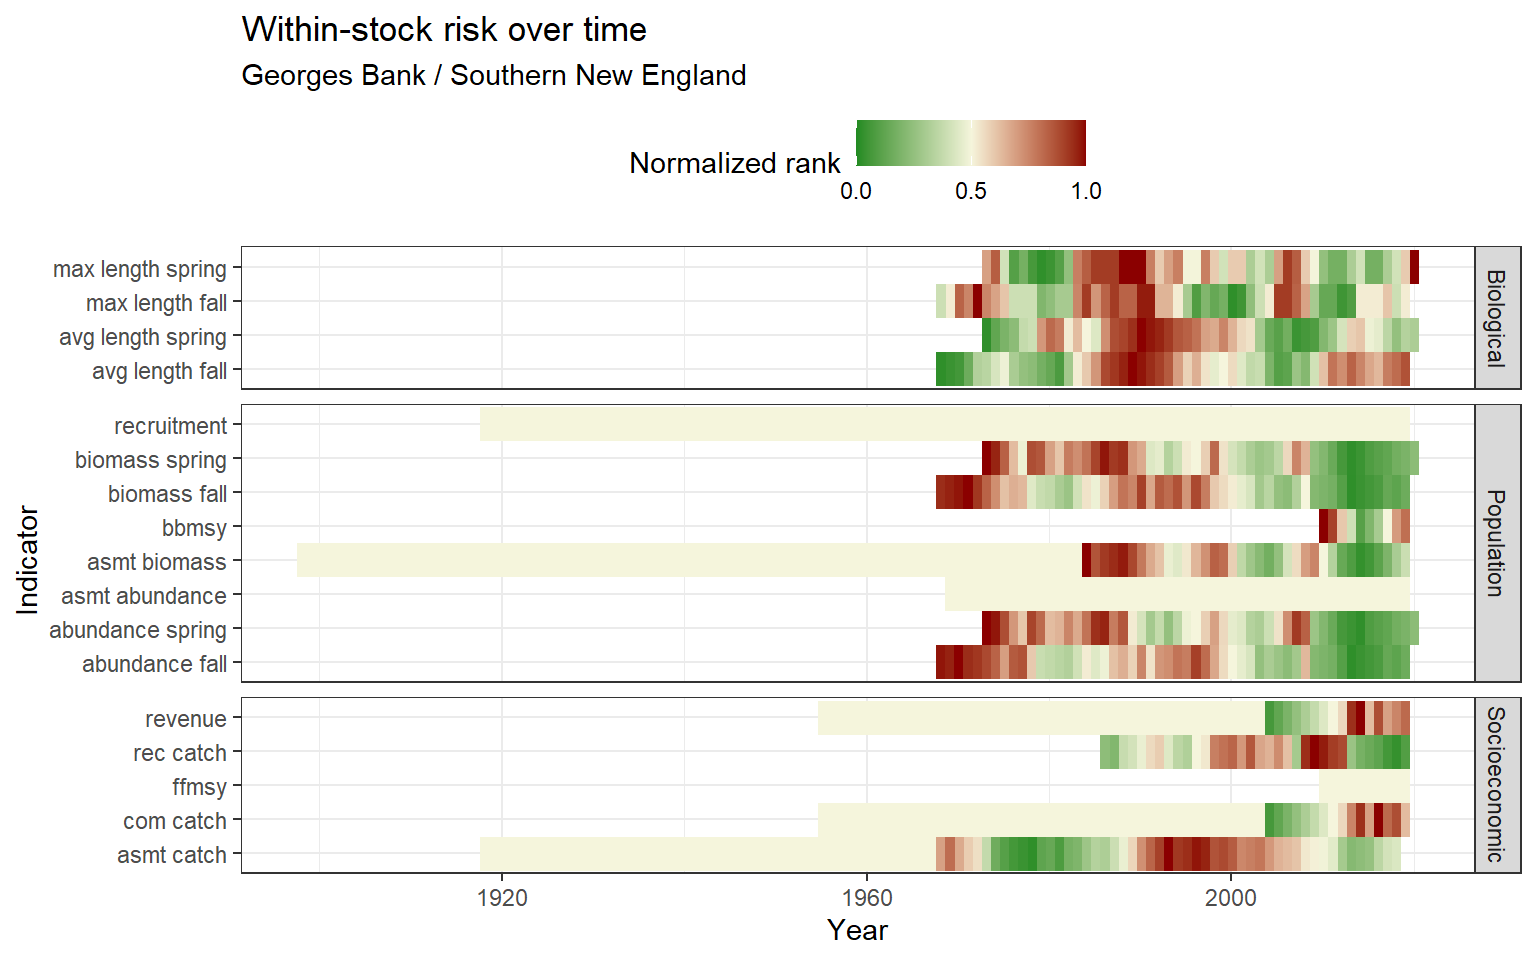 Within-stock risk over time
Georges Bank / Southern New England
Normalized rank
0.0 0.5 1.0
Indicator
max length spring
max length fall
avg length spring
avg length fall
Biological
recruitment
biomass spring
biomass fall
bbmsy
asmt biomass
asmt abundance
abundance spring
abundance fall
Population
revenue
rec catch
ffmsy
com catch
asmt catch
Socioeconomic
1920 1960 2000
Year